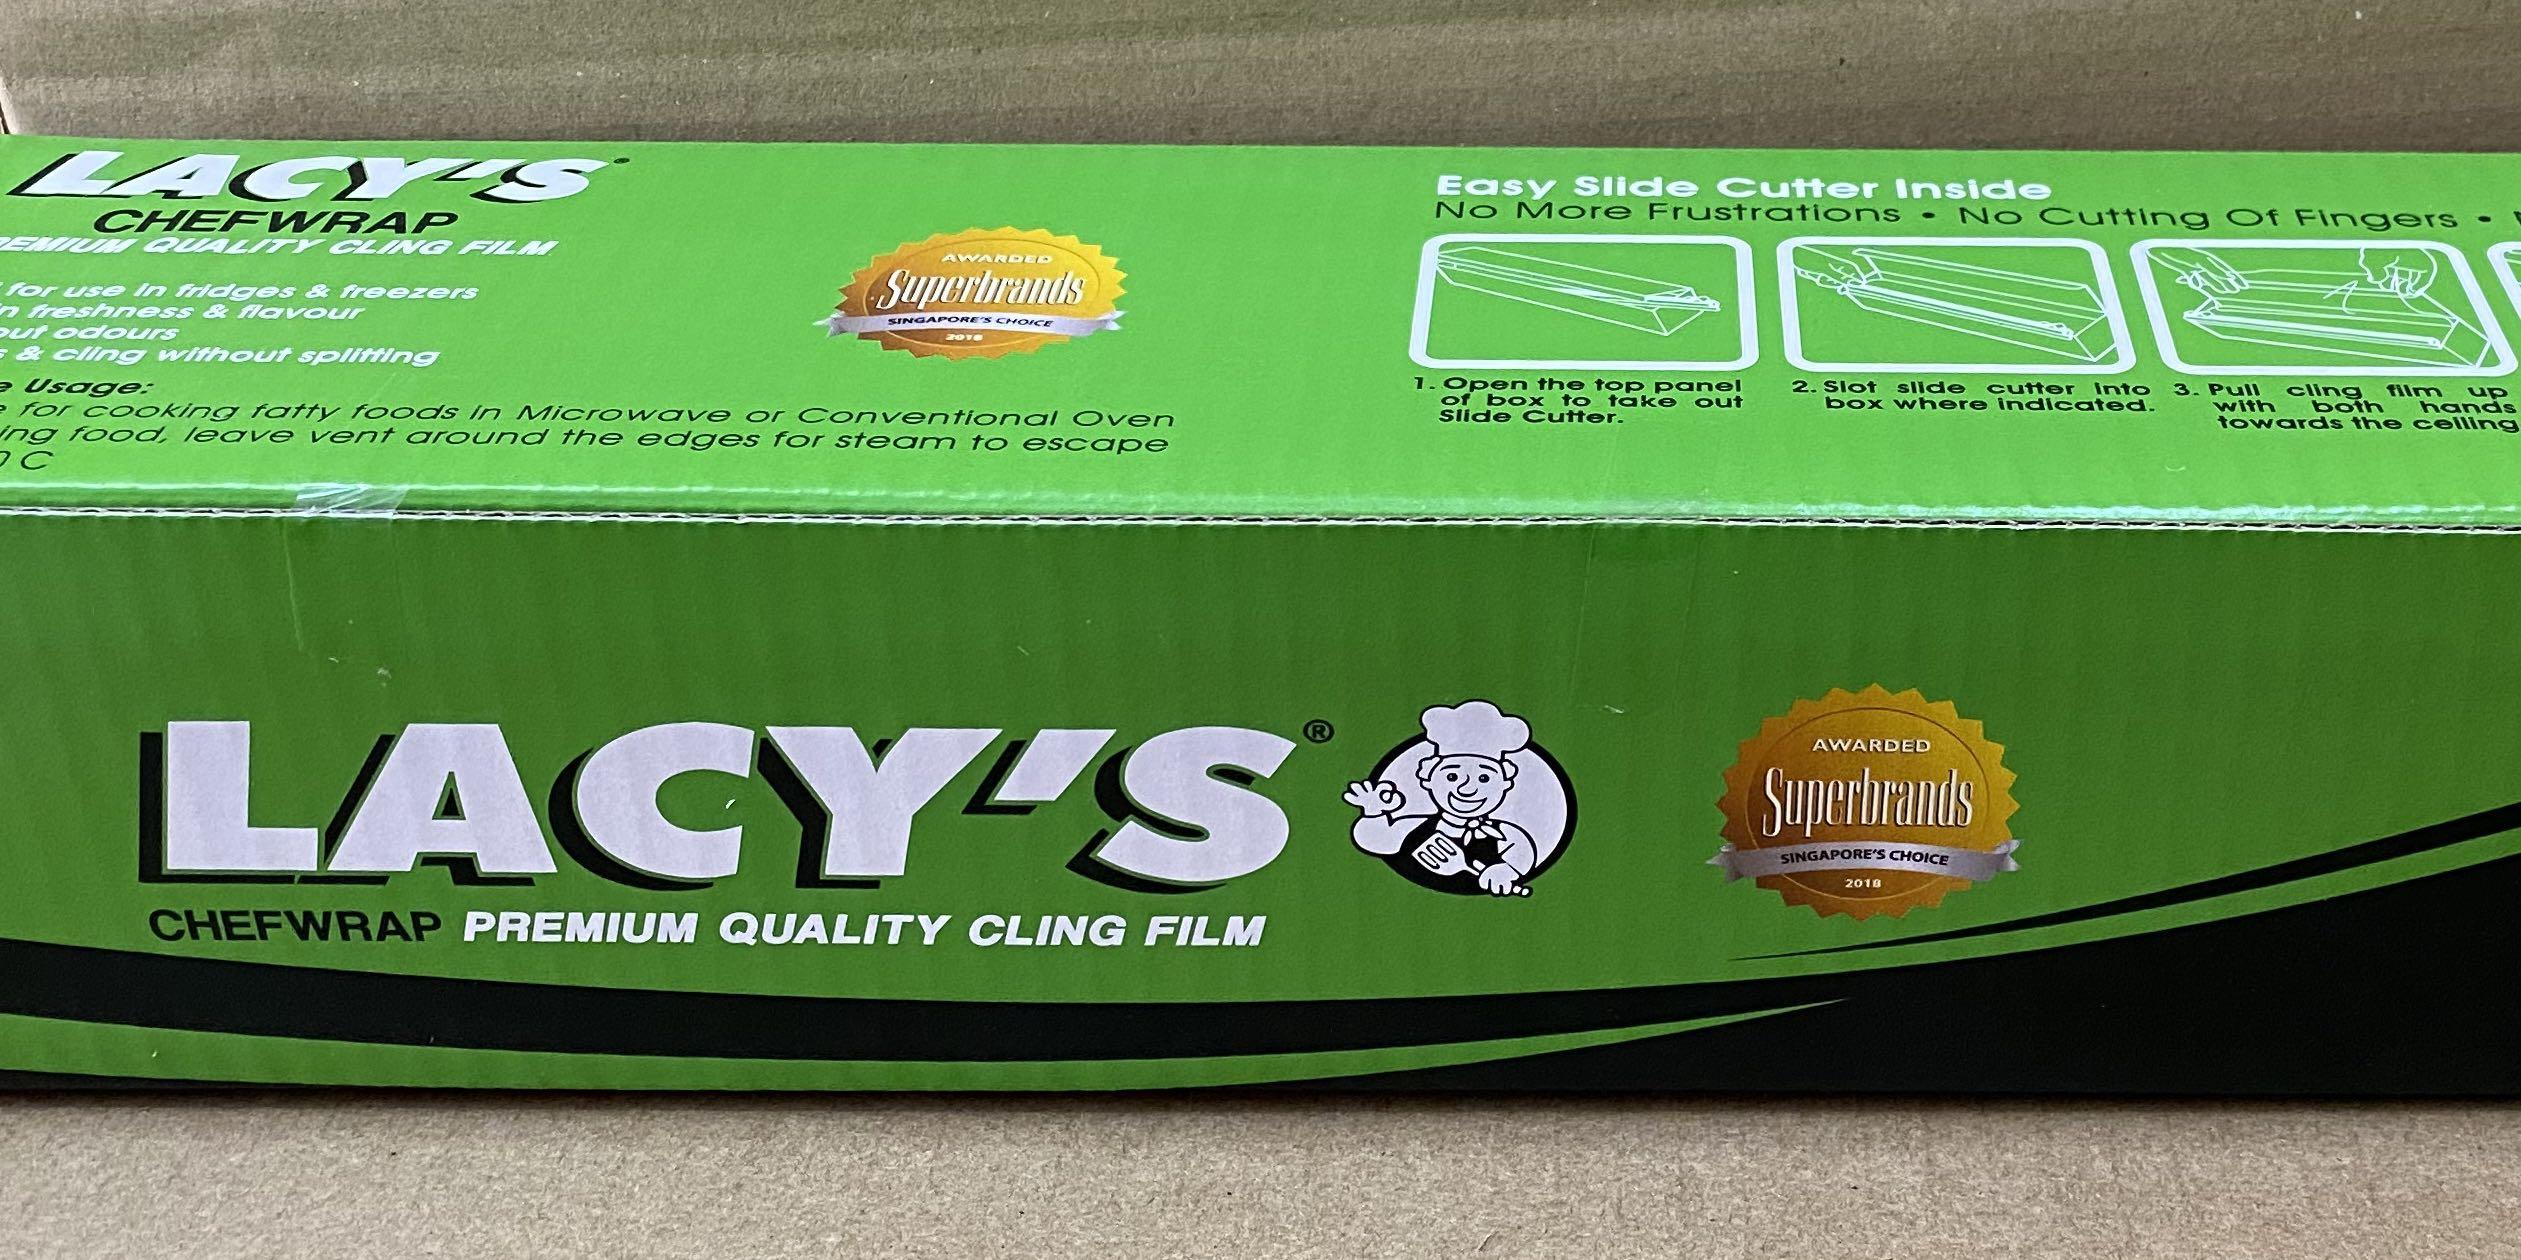 LACY'S
CHEFWRAP
QUALITY CLING FILM
for use in fridges & freezers
freshness & flavour
odours
& cling without splitting
Usage:
for cooking fatty foods in Microwave or Conventional Oven
food, leave vent around the edges for steam to escape
C
AWARDED
Superbrands
SINGAPORE'S CHOICE
2018
Easy Slide Cutter Inside
No More Frustrations • No Cutting Of Fingers •
1. Open the top panel
of box to take out
Slide Cutter.
2. Slot slide cutter into
box where indicated.
3. Pull cling film up
with both hands
towards the ceiling
LACY'S®
CHEFWRAP PREMIUM QUALITY CLING FILM
AWARDED
Superbrands
SINGAPORE'S CHOICE
2018